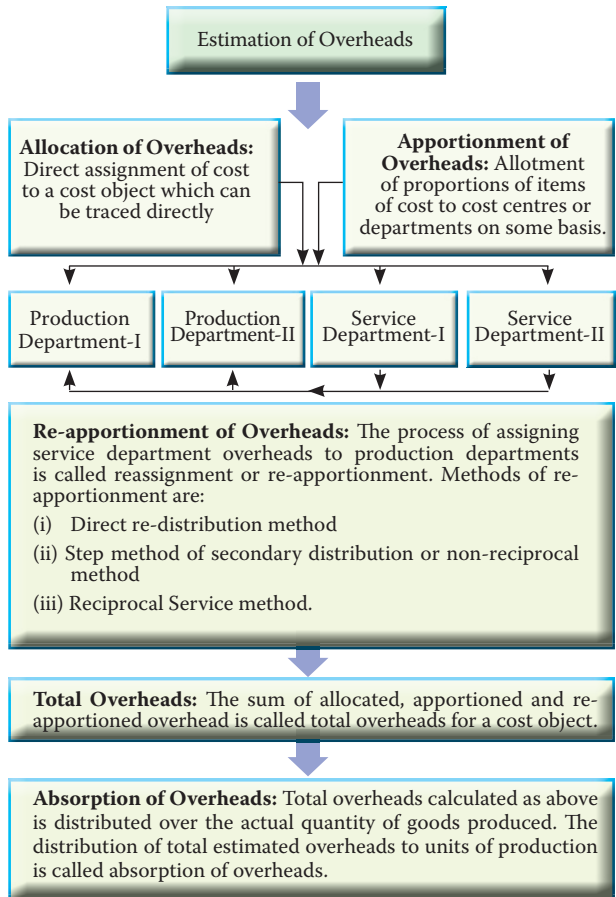 Estimation of Overheads
Allocation of Overheads:
Direct assignment of cost
to a cost object which can
be traced directly
Apportionment of
Overheads: Allotment
of proportions of items
of cost to cost centres or
departments on some basis.
Production
Department-I
Production
Department-II
Service
Department-I
Service
Department-II
Re-apportionment of Overheads: The process of assigning
service department overheads to production departments
is called reassignment or re-apportionment. Methods of re-
apportionment are:
(i) Direct re-distribution method
(ii) Step method of secondary distribution or non-reciprocal
method
(iii) Reciprocal Service method.
Total Overheads: The sum of allocated, apportioned and re-
apportioned overhead is called total overheads for a cost object.
Absorption of Overheads: Total overheads calculated as above
is distributed over the actual quantity of goods produced. The
distribution of total estimated overheads to units of production
is called absorption of overheads.